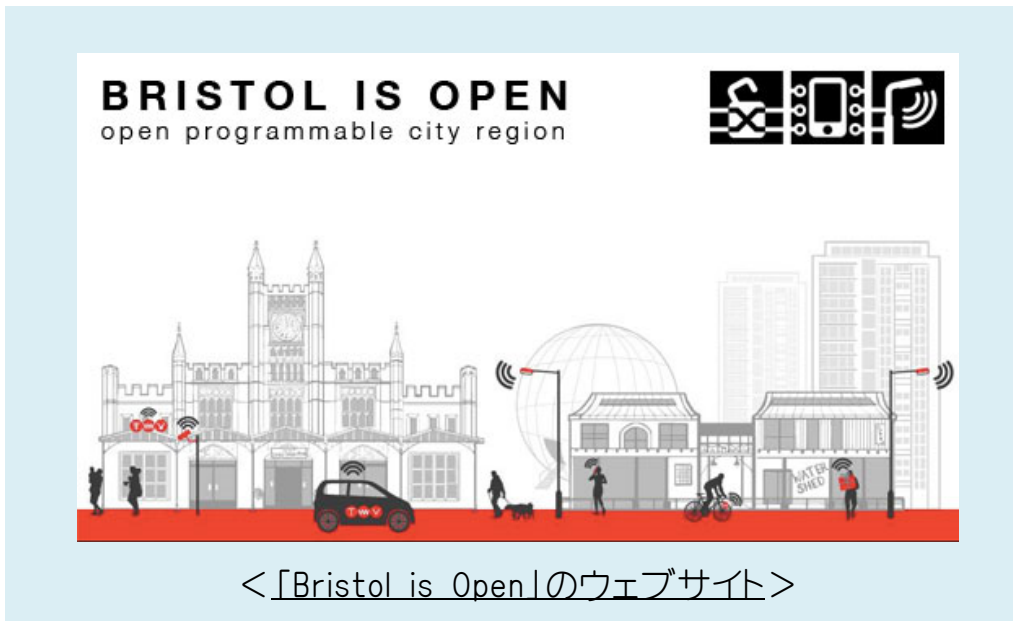 BRISTOL IS OPEN
open programmable city region
WATER
SHED
＜「Bristol is Open」のウェブサイト＞